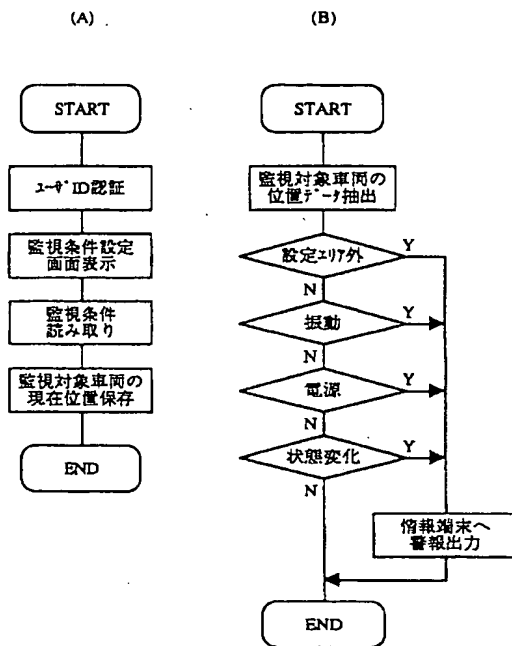 (A)
START
ユーザID認証
監視条件設定
画面表示
監視条件
読み取り
監視対象車両の
現在位置保存
END
(B)
START
監視対象車両の
位置データ抽出
設定エリア外
Y
N
振動
Y
N
電源
Y
N
状態変化
Y
N
情報端末へ
警報出力
END